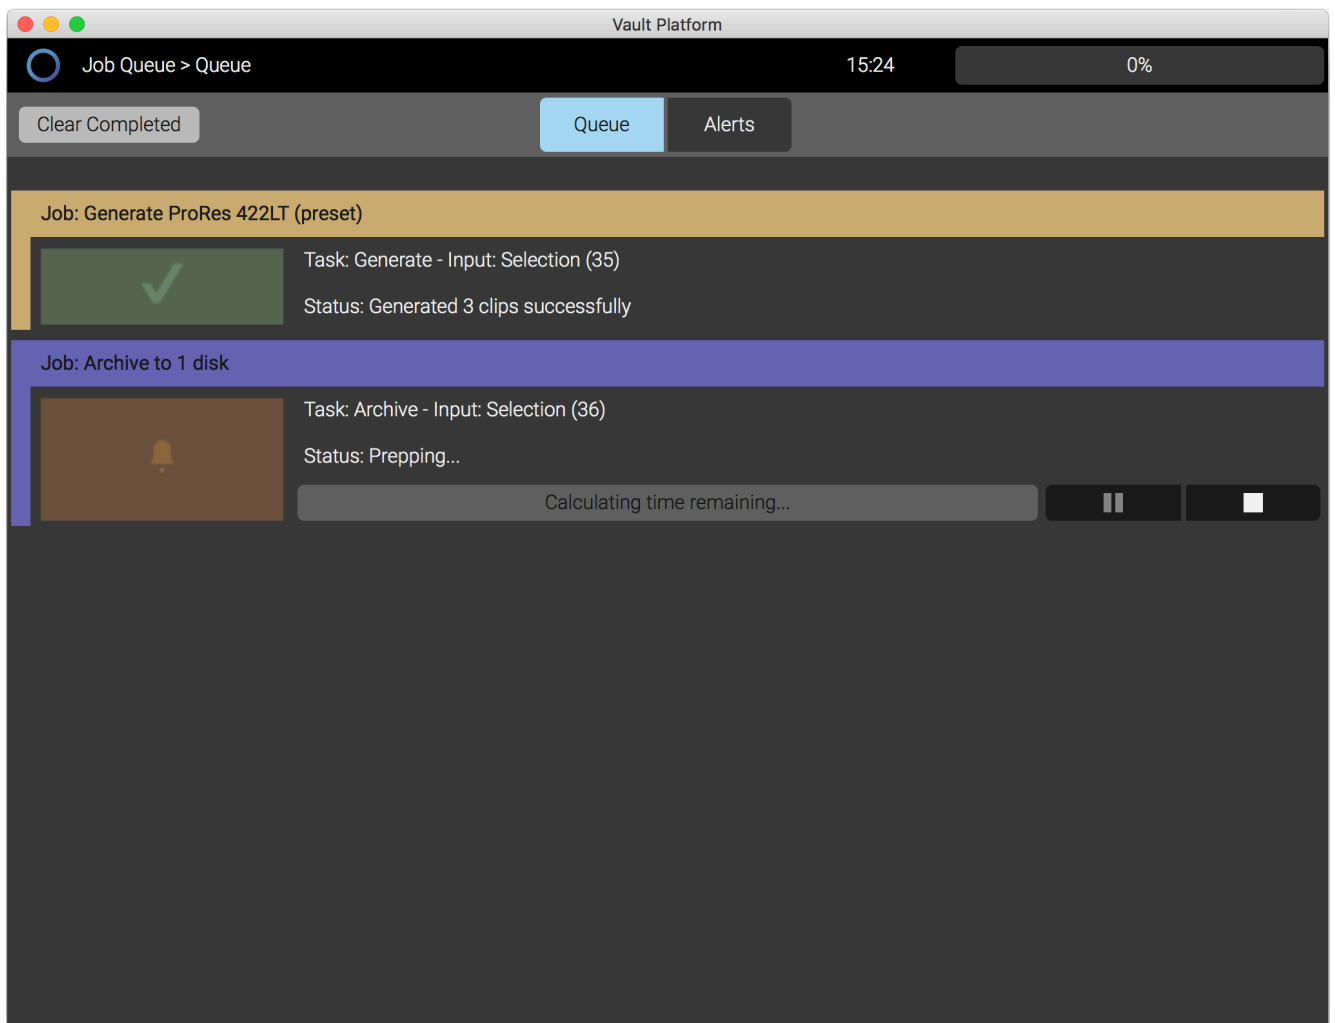 Vault Platform
Job Queue > Queue
15:24
0%
Clear Completed
Queue
Alerts
Job: Generate ProRes 422LT (preset)
Task: Generate - Input: Selection (35)
Status: Generated 3 clips successfully
Job: Archive to 1 disk
Task: Archive - Input: Selection (36)
Status: Prepping...
Calculating time remaining...